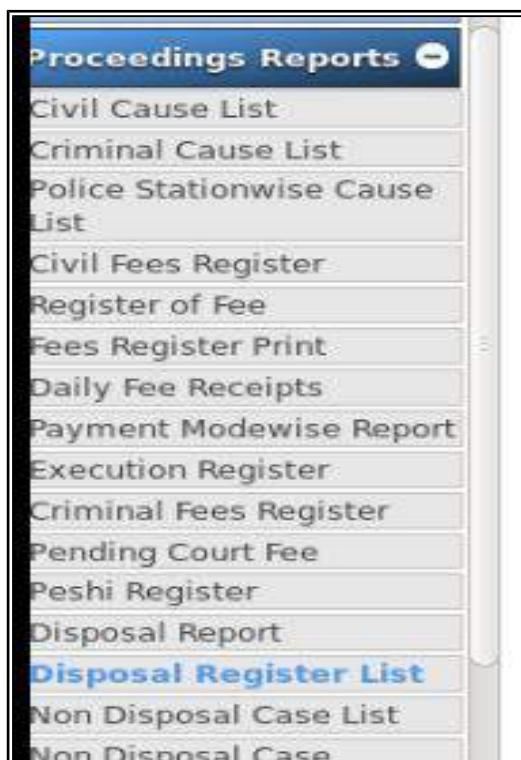 Proceedings Reports
Civil Cause List
Criminal Cause List
Police Stationwise Cause
List
Civil Fees Register
Register of Fee
Fees Register Print
Daily Fee Receipts
Payment Modewise Report
Execution Register
Criminal Fees Register
Pending Court Fee
Peshi Register
Disposal Report
Disposal Register List
Non Disposal Case List
Non Disposal Case